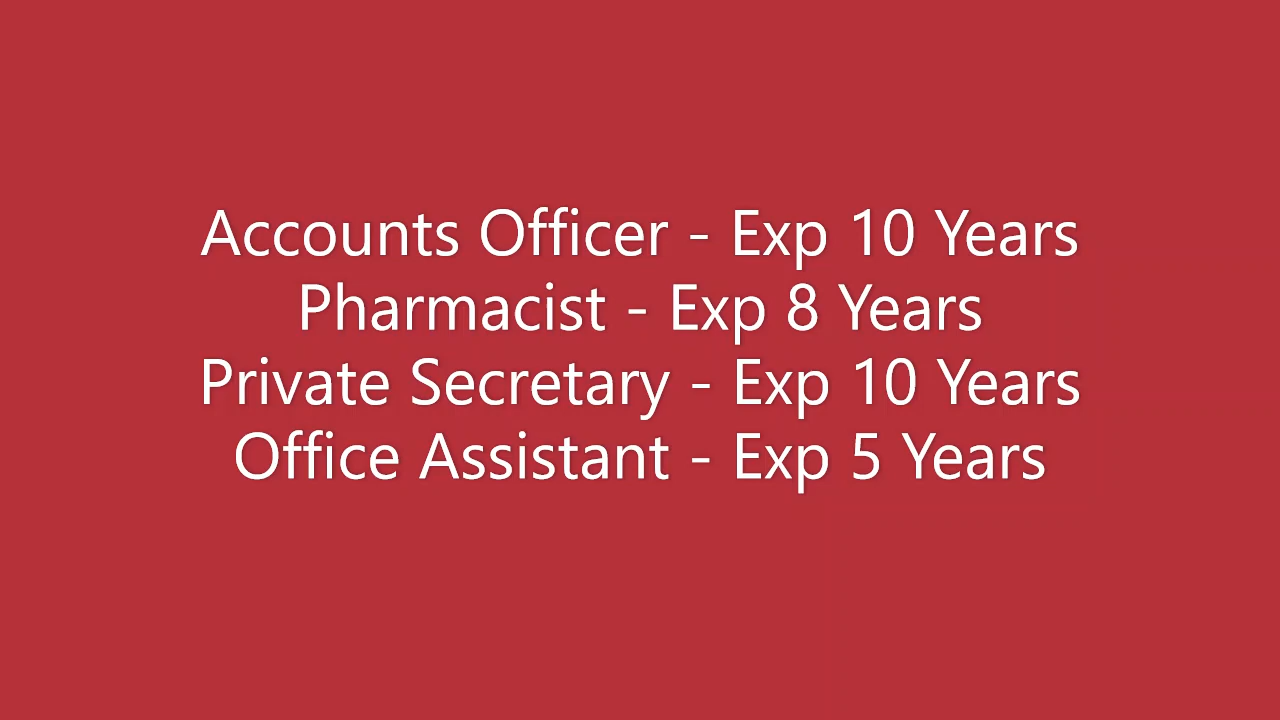 Accounts Officer - Exp 10 Years
Pharmacist - Exp 8 Years
Private Secretary - Exp 10 Years
Office Assistant - Exp 5 Years